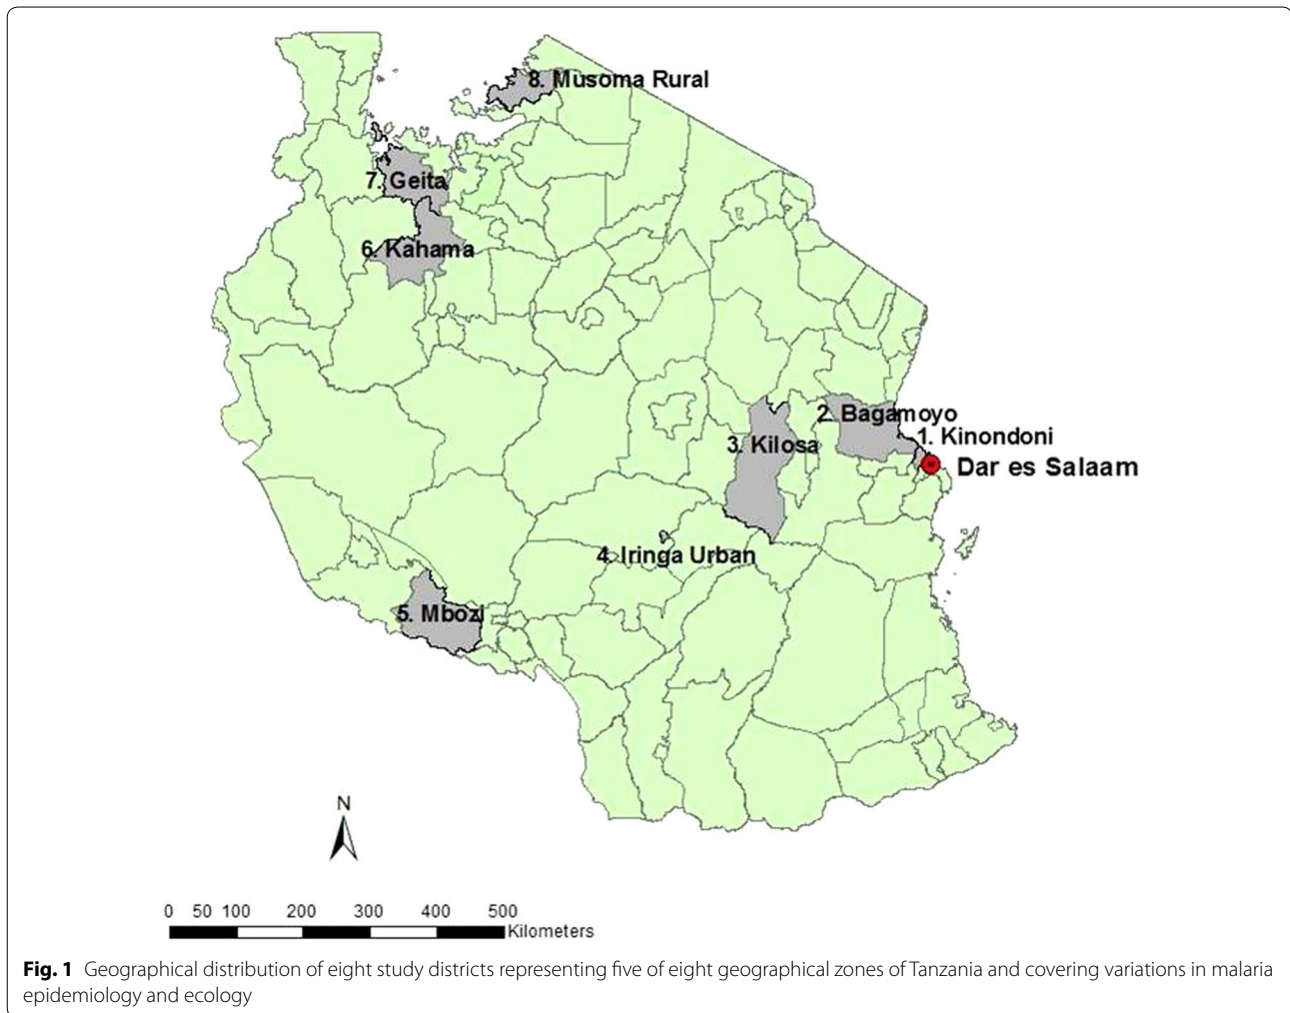 8. Musoma Rural
7. Geita
6. Kahama
2. Bagamoyo
1. Kinondoni
3. Kilosa
Dar es Salaam
4. Iringa Urban
5. Mbozi
N
0 50 100 200 300 400 500
Kilometers
Fig. 1 Geographical distribution of eight study districts representing five of eight geographical zones of Tanzania and covering variations in malaria
epidemiology and ecology